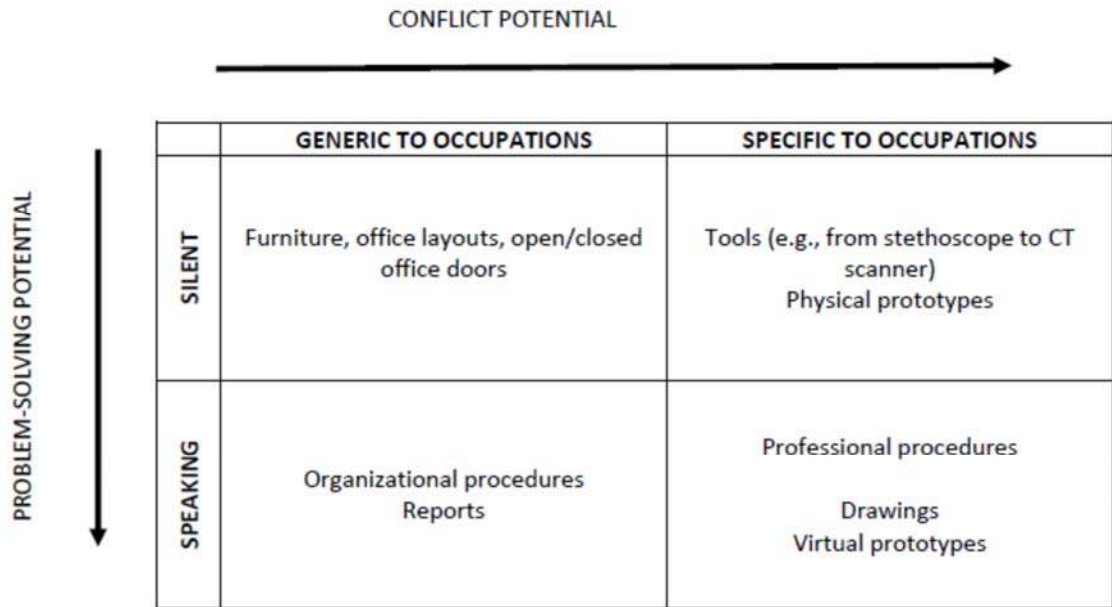 CONFLICT POTENTIAL
PROBLEM-SOLVING POTENTIAL
GENERIC TO OCCUPATIONS
SPECIFIC TO OCCUPATIONS
SILENT
Furniture, office layouts, open/closed
office doors
Tools (e.g., from stethoscope to CT
scanner)
Physical prototypes
SPEAKING
Organizational procedures
Reports
Professional procedures
Drawings
Virtual prototypes